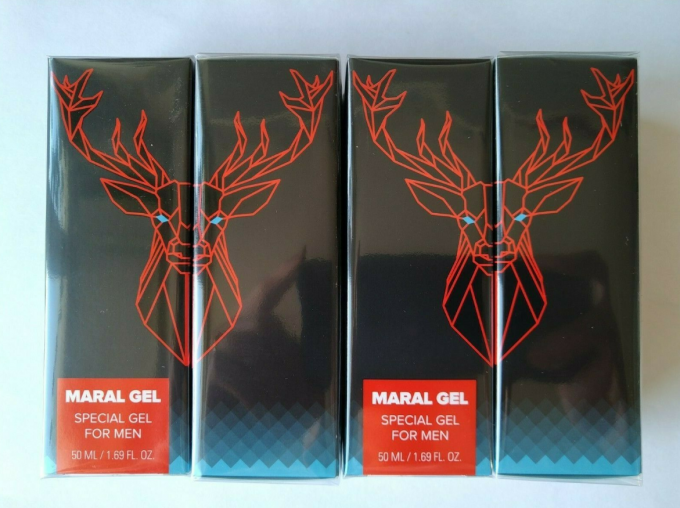 MARAL GEL
SPECIAL GEL
FOR MEN
50 ML / 1.69 FL. OZ.
MARAL GEL
SPECIAL GEL
FOR MEN
50 ML / 1.69 FL. OZ.